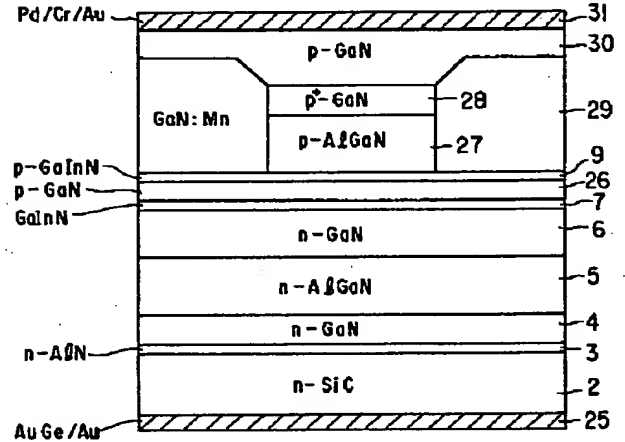 Pd/Cr/Au
31
p-GaN
30
p⁺-GaN
28
GaN:Mn
29
p-AlGaN
27
p-GaInN
9
p-GaN
26
GaInN
7
n-GaN
6
n-AlGaN
5
n-GaN
4
n-AlN
3
n-SiC
2
AuGe/Au
25